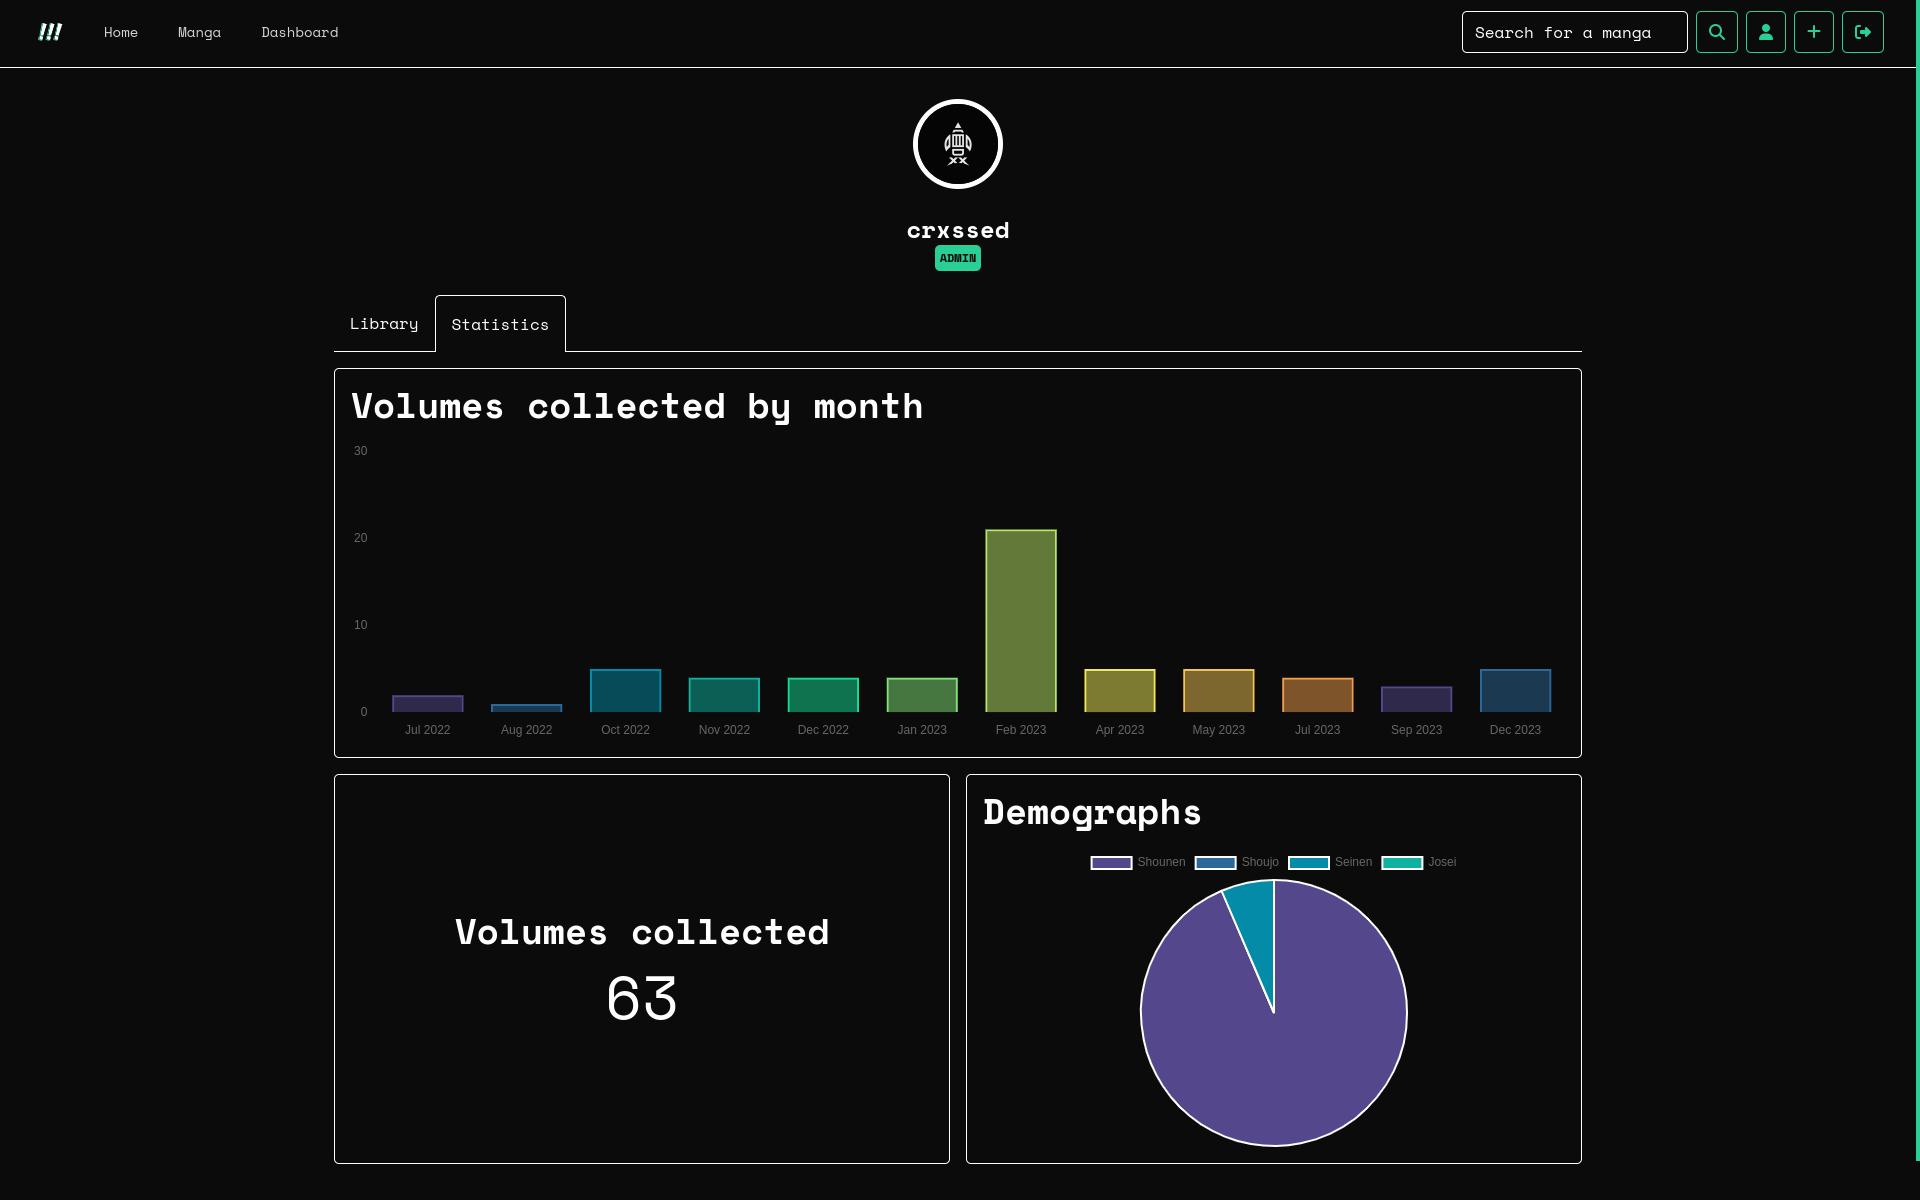 Home Manga Dashboard Search for a manga
crxssed
ADMIN
Library Statistics
Volumes collected by month
30
20
10
0
Jul 2022 Aug 2022 Oct 2022 Nov 2022 Dec 2022 Jan 2023 Feb 2023 Apr 2023 May 2023 Jul 2023 Sep 2023 Dec 2023
Volumes collected
63
Demographs
Shounen Shoujo Seinen Josei